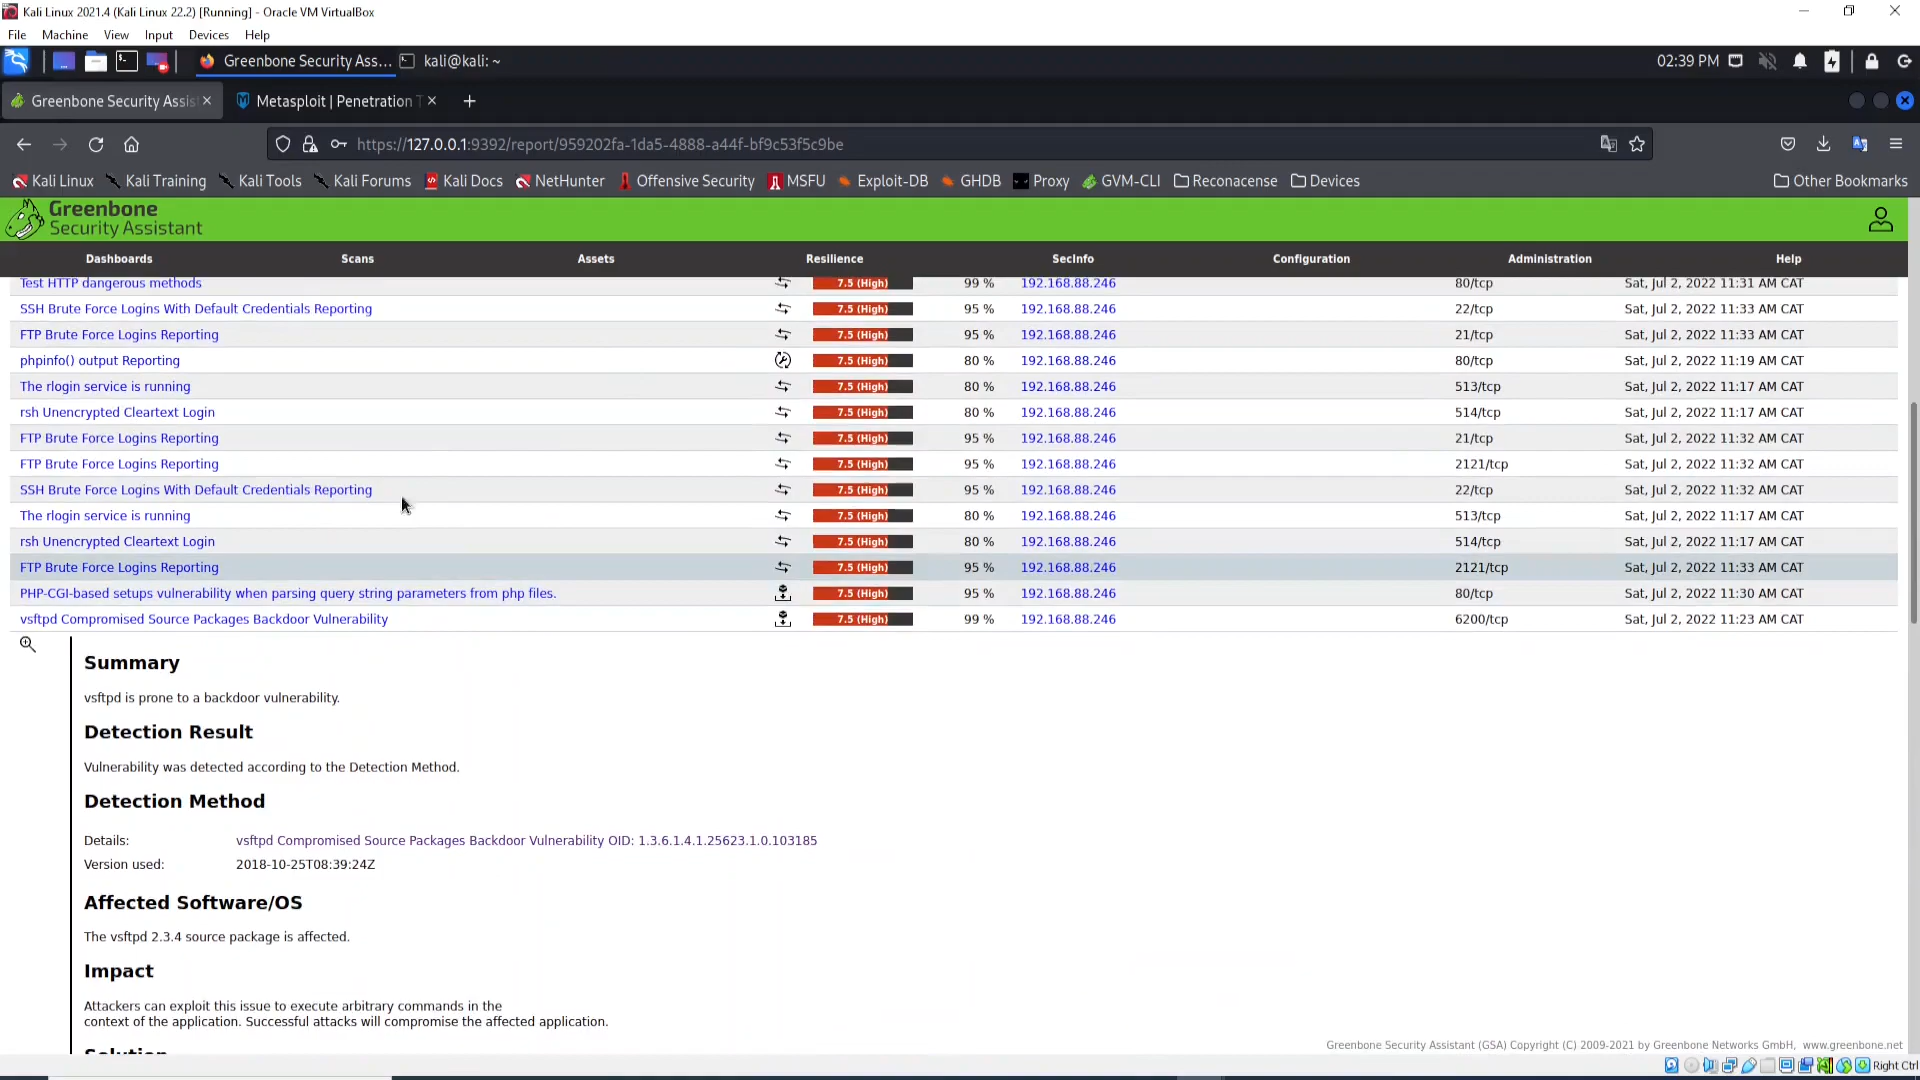 Kali Linux 2021.4 (Kali Linux 22.2) [Running] - Oracle VM VirtualBox
File Machine View Input Devices Help
Greenbone Security Ass... kali@kali: ~ 02:39 PM
Greenbone Security Assis Metasploit | Penetration T
https://127.0.0.1:9392/report/959202fa-1da5-4888-a44f-bf9c53f5c9be
Kali Linux Kali Training Kali Tools Kali Forums Kali Docs NetHunter Offensive Security MSFU Exploit-DB GHDB Proxy GVM-CLI Reconacense Devices Other Bookmarks
Greenbone
Security Assistant
Dashboards Scans Assets Resilience SecInfo Configuration Administration Help
Test HTTP dangerous methods 7.5 (High) 99 % 192.168.88.246 80/tcp Sat, Jul 2, 2022 11:31 AM CAT
SSH Brute Force Logins With Default Credentials Reporting 7.5 (High) 95 % 192.168.88.246 22/tcp Sat, Jul 2, 2022 11:33 AM CAT
FTP Brute Force Logins Reporting 7.5 (High) 95 % 192.168.88.246 21/tcp Sat, Jul 2, 2022 11:33 AM CAT
phpinfo() output Reporting 7.5 (High) 80 % 192.168.88.246 80/tcp Sat, Jul 2, 2022 11:19 AM CAT
The rlogin service is running 7.5 (High) 80 % 192.168.88.246 513/tcp Sat, Jul 2, 2022 11:17 AM CAT
rsh Unencrypted Cleartext Login 7.5 (High) 80 % 192.168.88.246 514/tcp Sat, Jul 2, 2022 11:17 AM CAT
FTP Brute Force Logins Reporting 7.5 (High) 95 % 192.168.88.246 21/tcp Sat, Jul 2, 2022 11:32 AM CAT
FTP Brute Force Logins Reporting 7.5 (High) 95 % 192.168.88.246 2121/tcp Sat, Jul 2, 2022 11:32 AM CAT
SSH Brute Force Logins With Default Credentials Reporting 7.5 (High) 95 % 192.168.88.246 22/tcp Sat, Jul 2, 2022 11:32 AM CAT
The rlogin service is running 7.5 (High) 80 % 192.168.88.246 513/tcp Sat, Jul 2, 2022 11:17 AM CAT
rsh Unencrypted Cleartext Login 7.5 (High) 80 % 192.168.88.246 514/tcp Sat, Jul 2, 2022 11:17 AM CAT
FTP Brute Force Logins Reporting 7.5 (High) 95 % 192.168.88.246 2121/tcp Sat, Jul 2, 2022 11:33 AM CAT
PHP-CGI-based setups vulnerability when parsing query string parameters from php files. 7.5 (High) 95 % 192.168.88.246 80/tcp Sat, Jul 2, 2022 11:30 AM CAT
vsftpd Compromised Source Packages Backdoor Vulnerability 7.5 (High) 99 % 192.168.88.246 6200/tcp Sat, Jul 2, 2022 11:23 AM CAT
Summary
vsftpd is prone to a backdoor vulnerability.
Detection Result
Vulnerability was detected according to the Detection Method.
Detection Method
Details: vsftpd Compromised Source Packages Backdoor Vulnerability OID: 1.3.6.1.4.1.25623.1.0.103185
Version used: 2018-10-25T08:39:24Z
Affected Software/OS
The vsftpd 2.3.4 source package is affected.
Impact
Attackers can exploit this issue to execute arbitrary commands in the
context of the application. Successful attacks will compromise the affected application.
Solution
Greenbone Security Assistant (GSA) Copyright (C) 2009-2021 by Greenbone Networks GmbH, www.greenbone.net
Right Ctrl